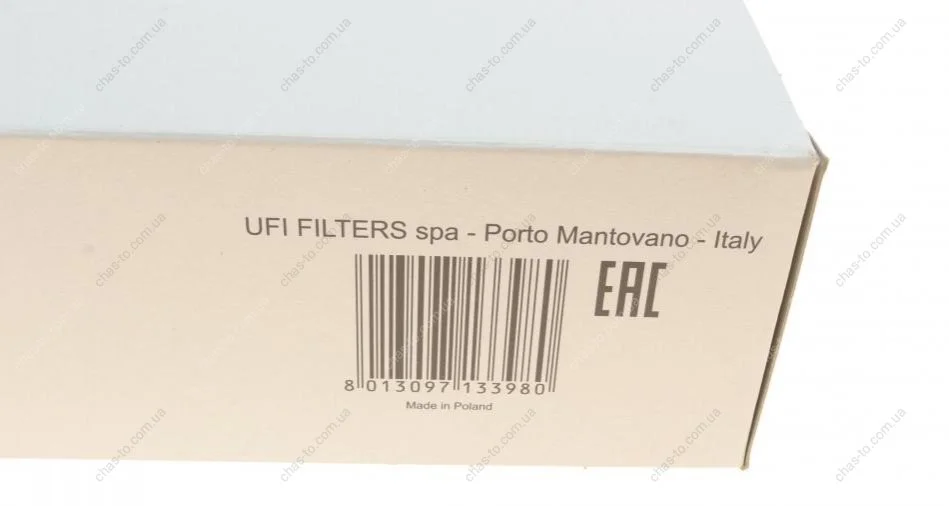 UFI FILTERS spa - Porto Mantovano - Italy
EAC
8 013097 133980
Made in Poland
chas-to.com.ua